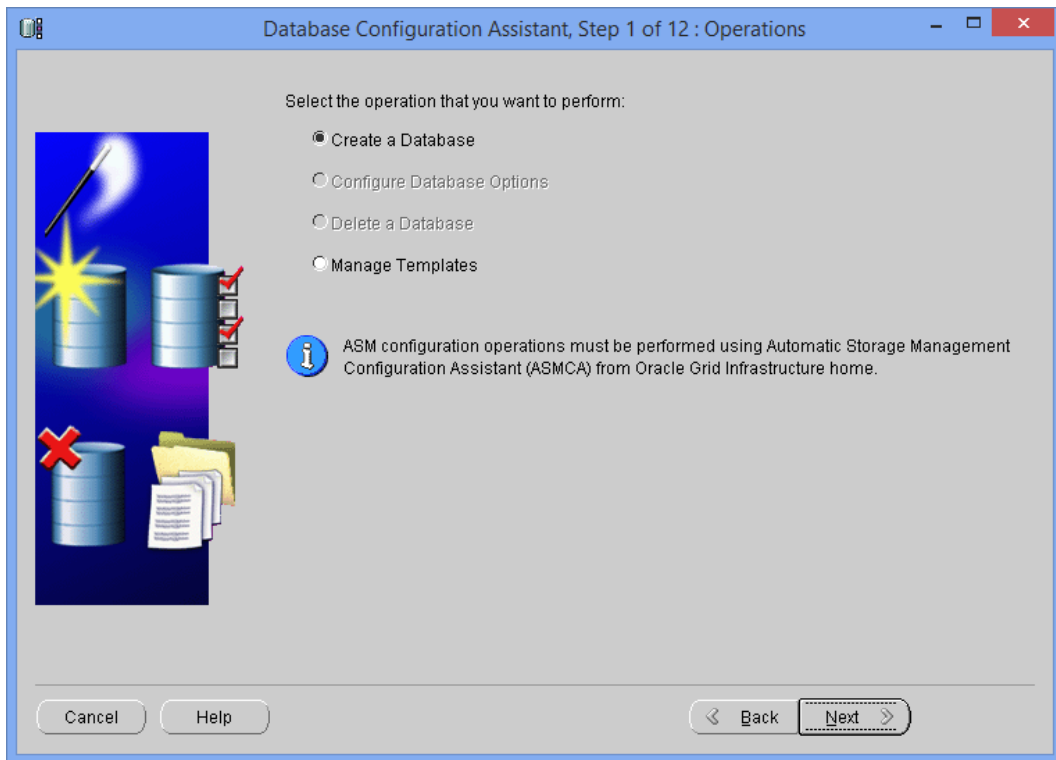 Database Configuration Assistant, Step 1 of 12 : Operations
Select the operation that you want to perform:
Create a Database
Configure Database Options
Delete a Database
Manage Templates
ASM configuration operations must be performed using Automatic Storage Management
Configuration Assistant (ASMCA) from Oracle Grid Infrastructure home.
Cancel
Help
Back
Next